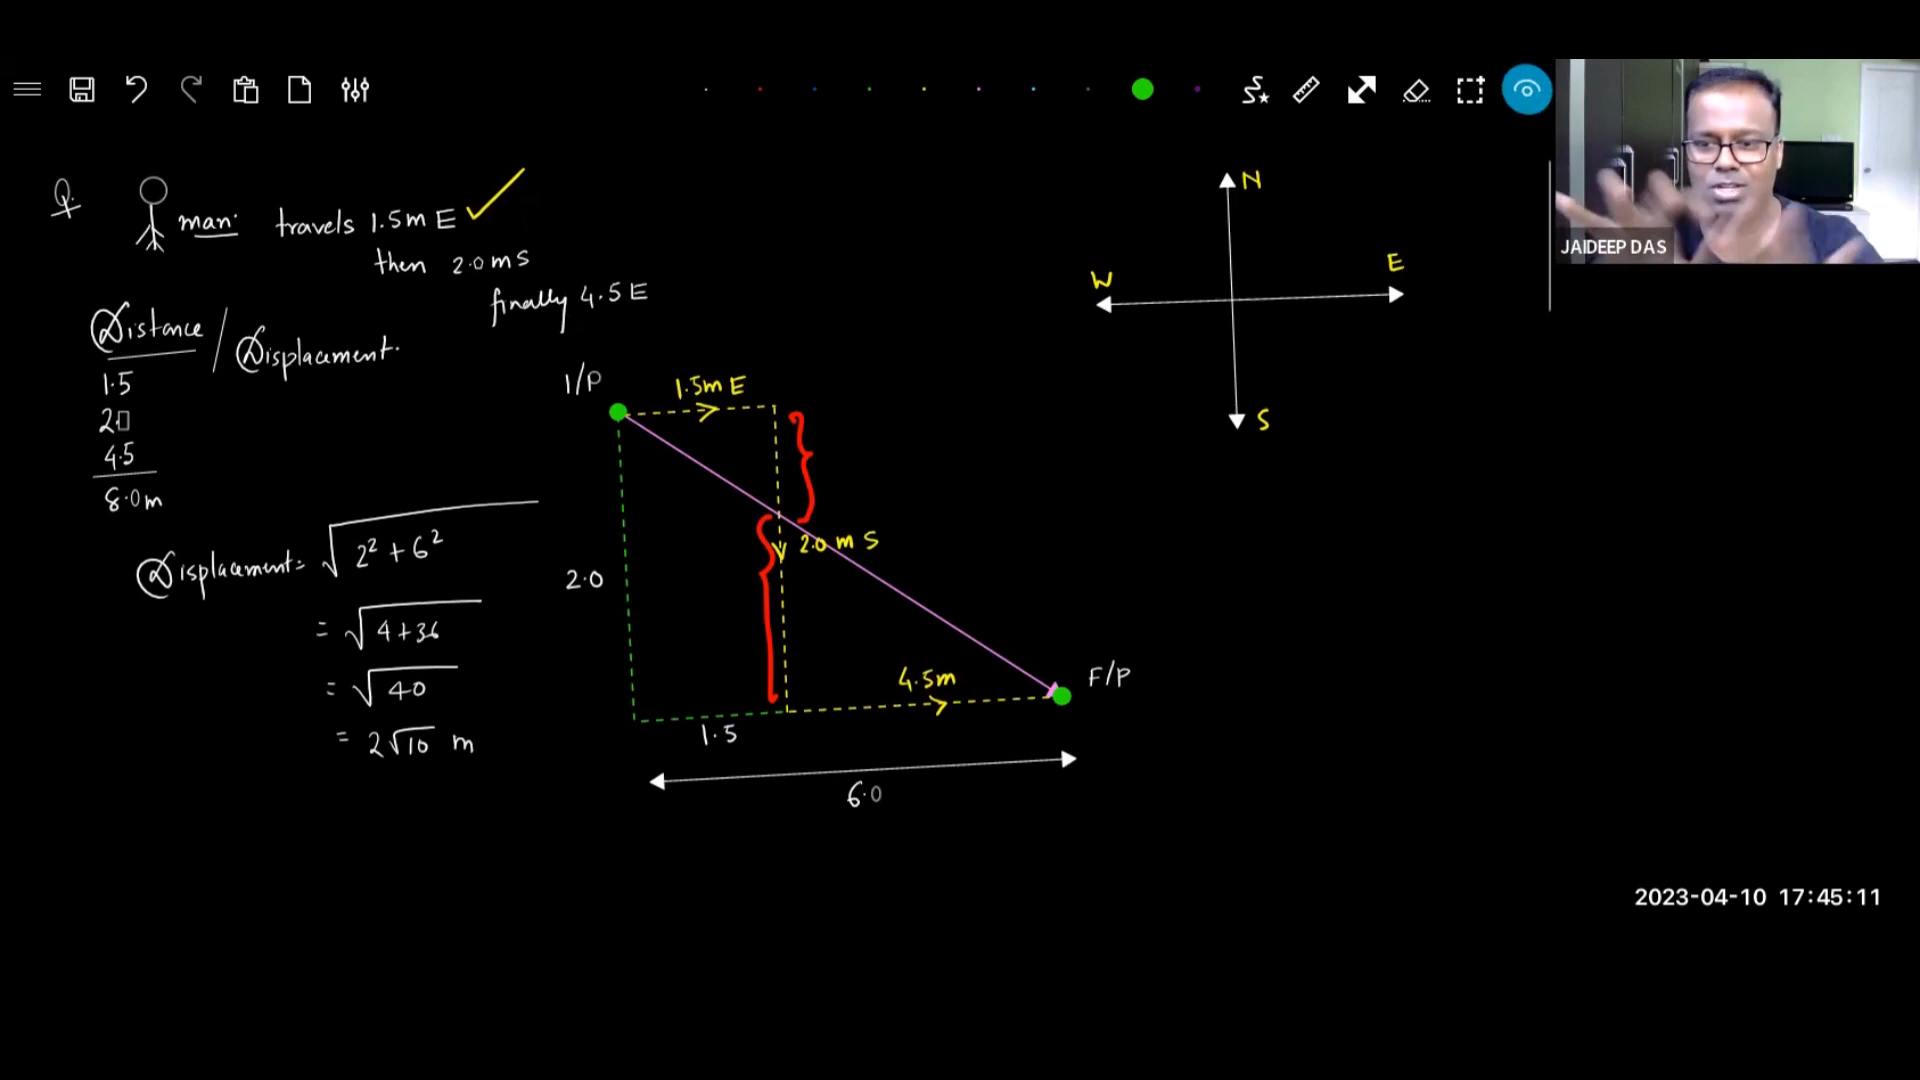 Q.
man: travels 1.5m E
then 2.0 m S
finally 4.5 E
Distance / Displacement.
1.5
2.0
4.5
8.0m
Displacement = √2² + 6²
= √4+36
= √40
= 2√10 m
I/P
1.5m E
2.0 m S
2.0
4.5m
F/P
1.5
6.0
N
W
E
S
JAIDEEP DAS
2023-04-10 17:45:11